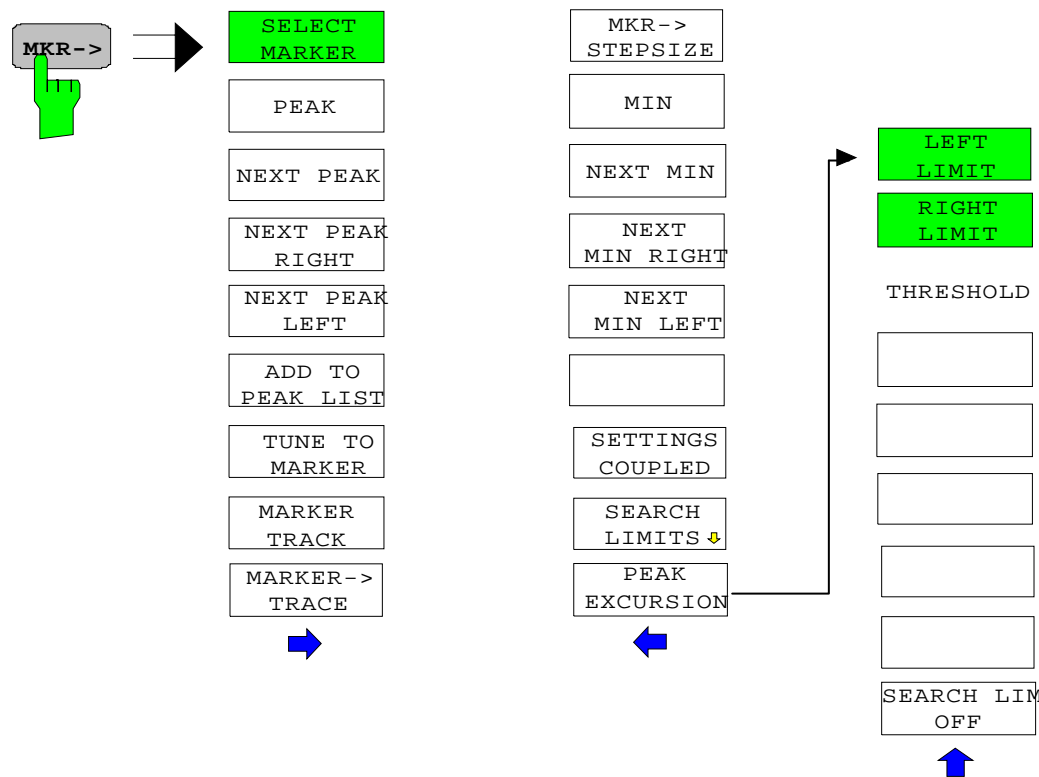 MKR->
SELECT
MARKER
PEAK
NEXT PEAK
NEXT PEAK
RIGHT
NEXT PEAK
LEFT
ADD TO
PEAK LIST
TUNE TO
MARKER
MARKER
TRACK
MARKER->
TRACE
MKR->
STEPSIZE
MIN
NEXT MIN
NEXT
MIN RIGHT
NEXT
MIN LEFT
SETTINGS
COUPLED
SEARCH
LIMITS
PEAK
EXCURSION
LEFT
LIMIT
RIGHT
LIMIT
THRESHOLD
SEARCH LIM
OFF